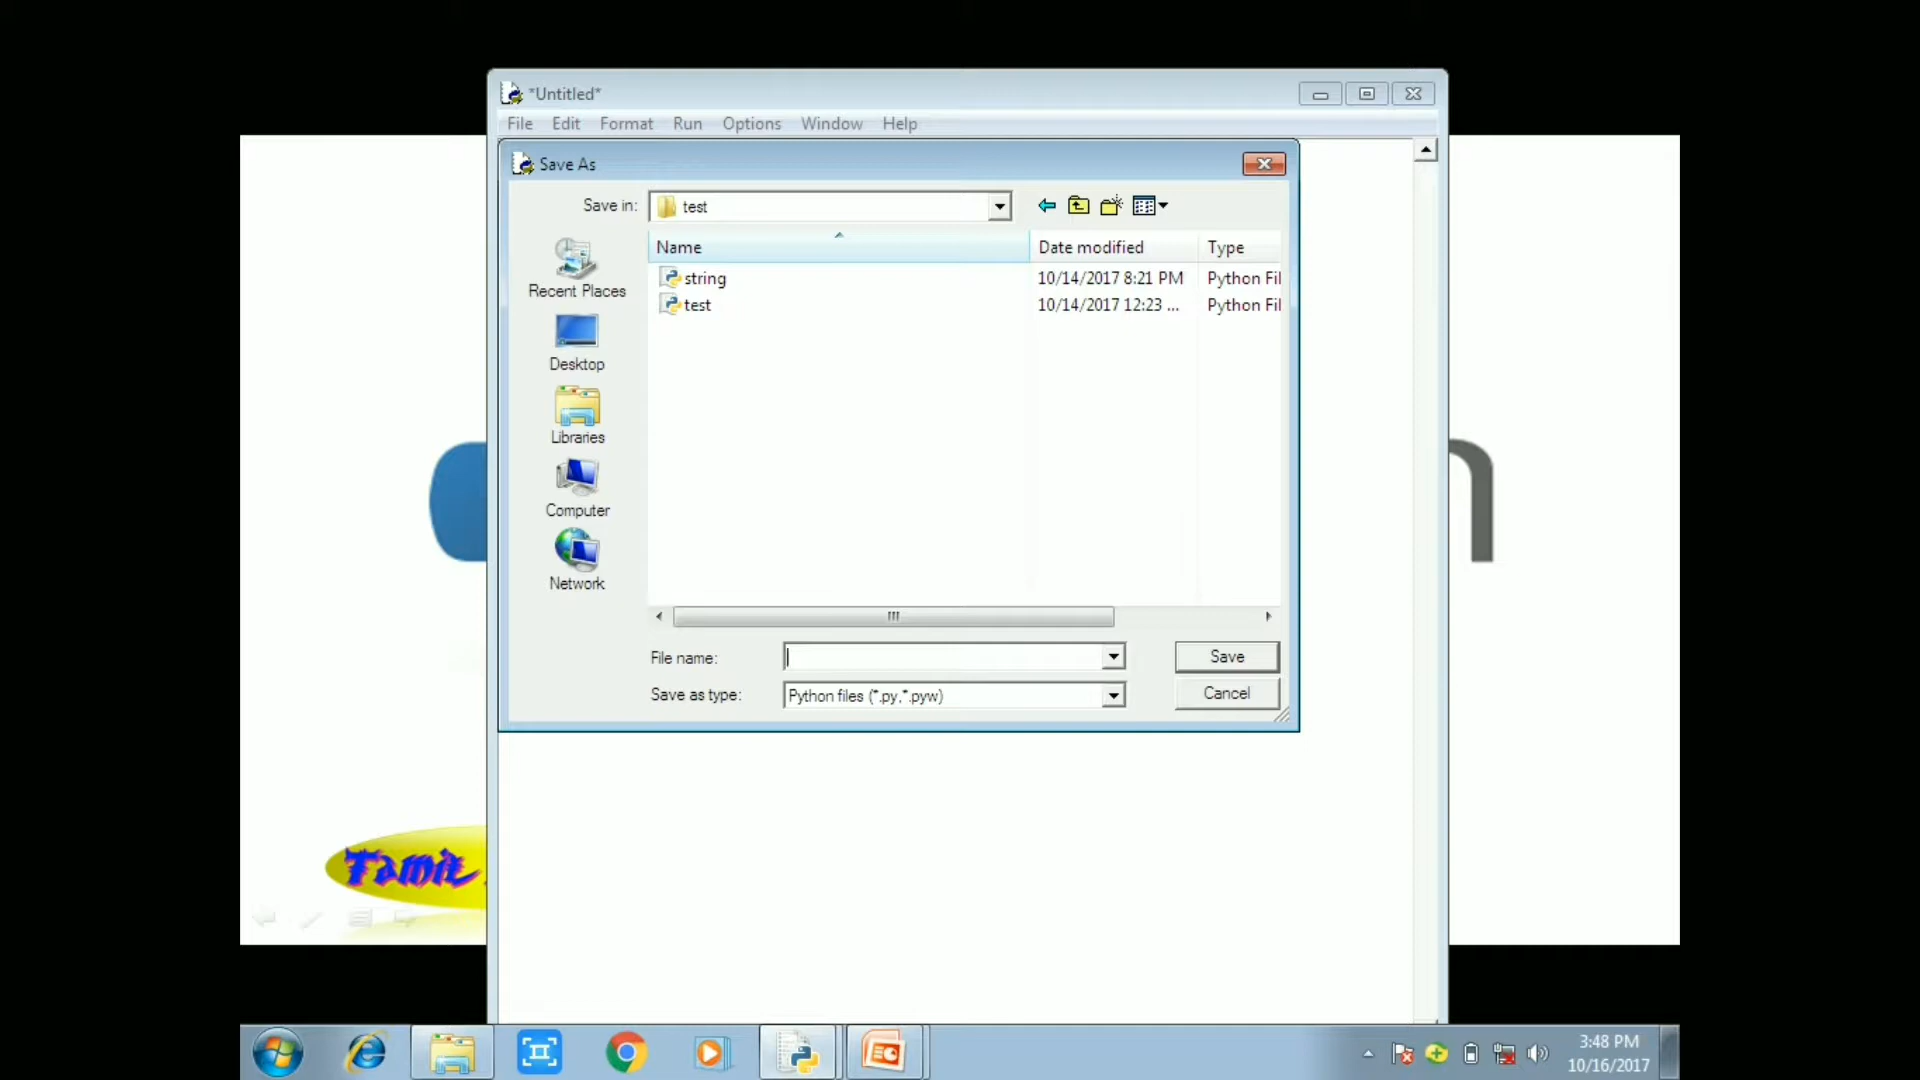 *Untitled*
File Edit Format Run Options Window Help
Save As
Save in: test
Name Date modified Type
string 10/14/2017 8:21 PM Python Fil
test 10/14/2017 12:23 ... Python Fil
Recent Places
Desktop
Libraries
Computer
Network
File name: Save
Save as type: Python files (*.py,*.pyw) Cancel
n
Tamil
3:48 PM
10/16/2017